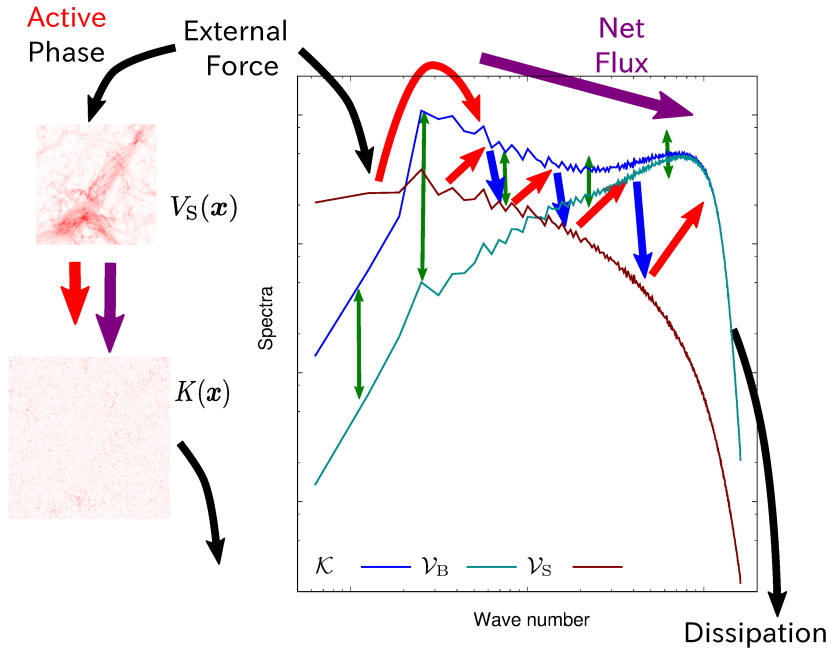 Active
Phase
External
Force
Net
Flux
V_S(x)
K(x)
Spectra
𝒦 𝒱_B 𝒱_S
Wave number
Dissipation